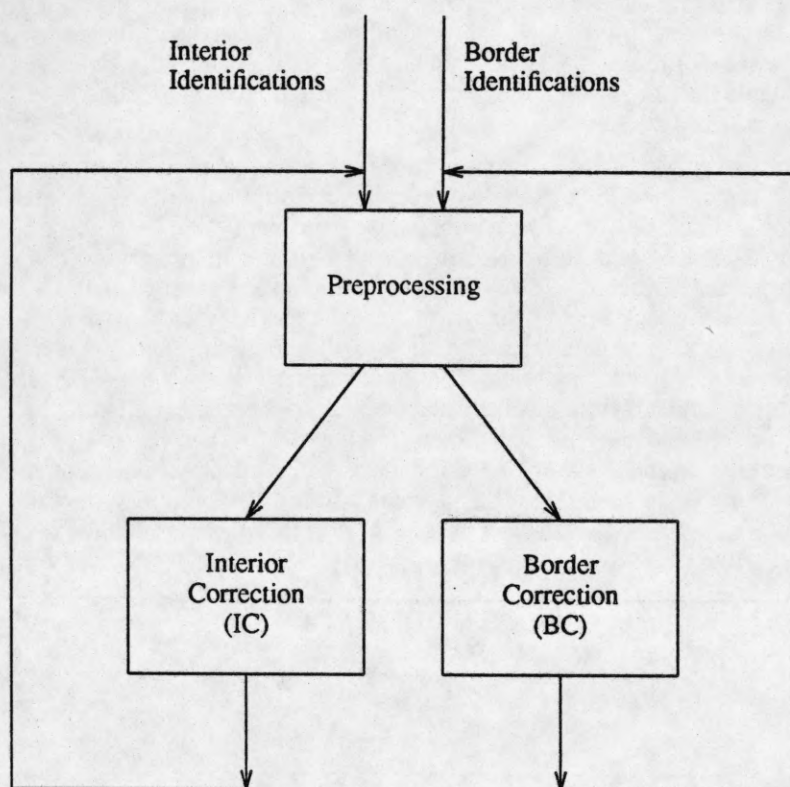 Interior
Identifications
Border
Identifications
Preprocessing
Interior
Correction
(IC)
Border
Correction
(BC)